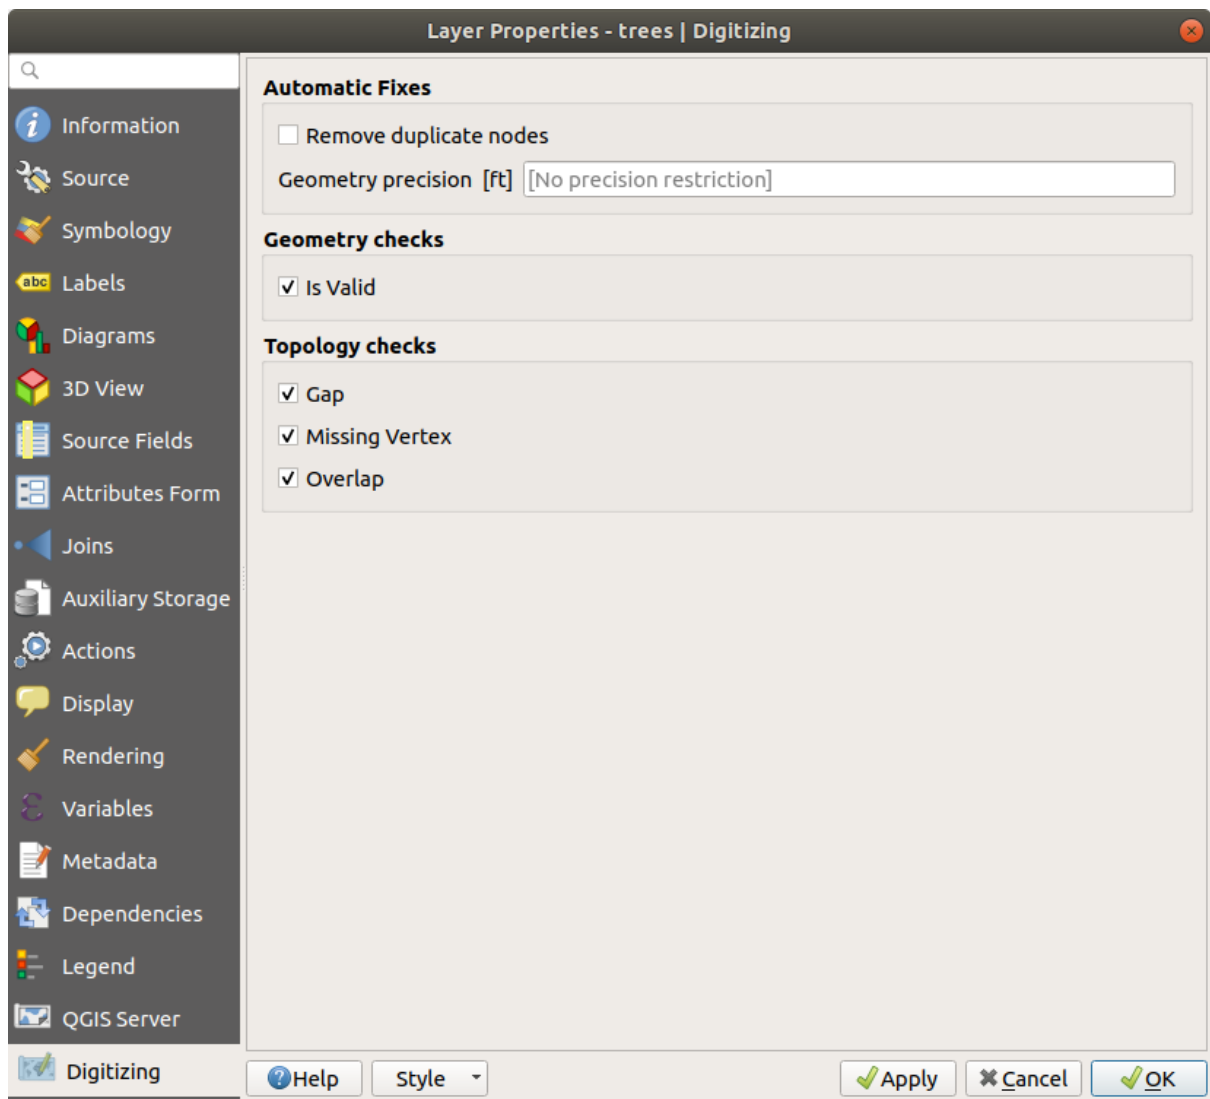 Layer Properties - trees | Digitizing
Information
Source
Symbology
abc Labels
Diagrams
3D View
Source Fields
Attributes Form
Joins
Auxiliary Storage
Actions
Display
Rendering
Variables
Metadata
Dependencies
Legend
QGIS Server
Digitizing
Automatic Fixes
Remove duplicate nodes
Geometry precision [ft] [No precision restriction]
Geometry checks
Is Valid
Topology checks
Gap
Missing Vertex
Overlap
Help Style Apply Cancel OK